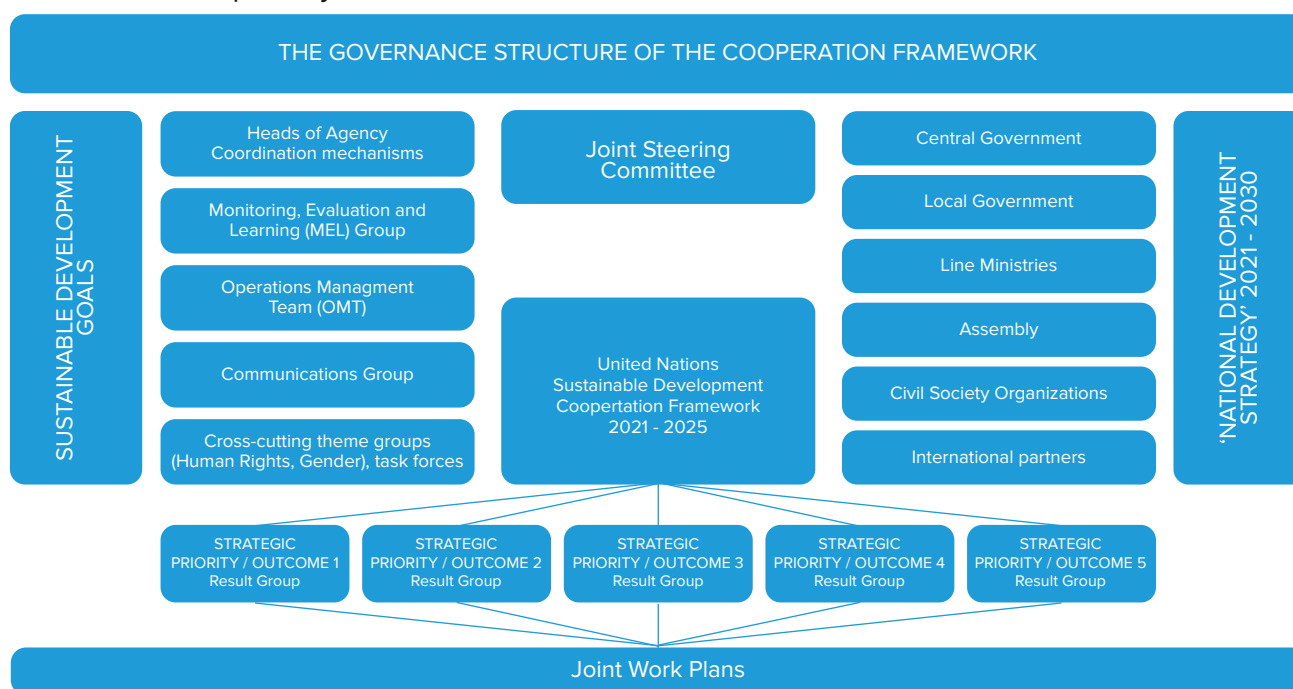 THE GOVERNANCE STRUCTURE OF THE COOPERATION FRAMEWORK
SUSTAINABLE DEVELOPMENT
GOALS
Heads of Agency
Coordination mechanisms
Monitoring, Evaluation and
Learning (MEL) Group
Operations Managment
Team (OMT)
Communications Group
Cross-cutting theme groups
(Human Rights, Gender), task forces
Joint Steering
Committee
United Nations
Sustainable Development
Coopertation Framework
2021 - 2025
Central Government
Local Government
Line Ministries
Assembly
Civil Society Organizations
International partners
‘NATIONAL DEVELOPMENT
STRATEGY’ 2021 - 2030
STRATEGIC
PRIORITY / OUTCOME 1
Result Group
STRATEGIC
PRIORITY / OUTCOME 2
Result Group
STRATEGIC
PRIORITY / OUTCOME 3
Result Group
STRATEGIC
PRIORITY / OUTCOME 4
Result Group
STRATEGIC
PRIORITY / OUTCOME 5
Result Group
Joint Work Plans